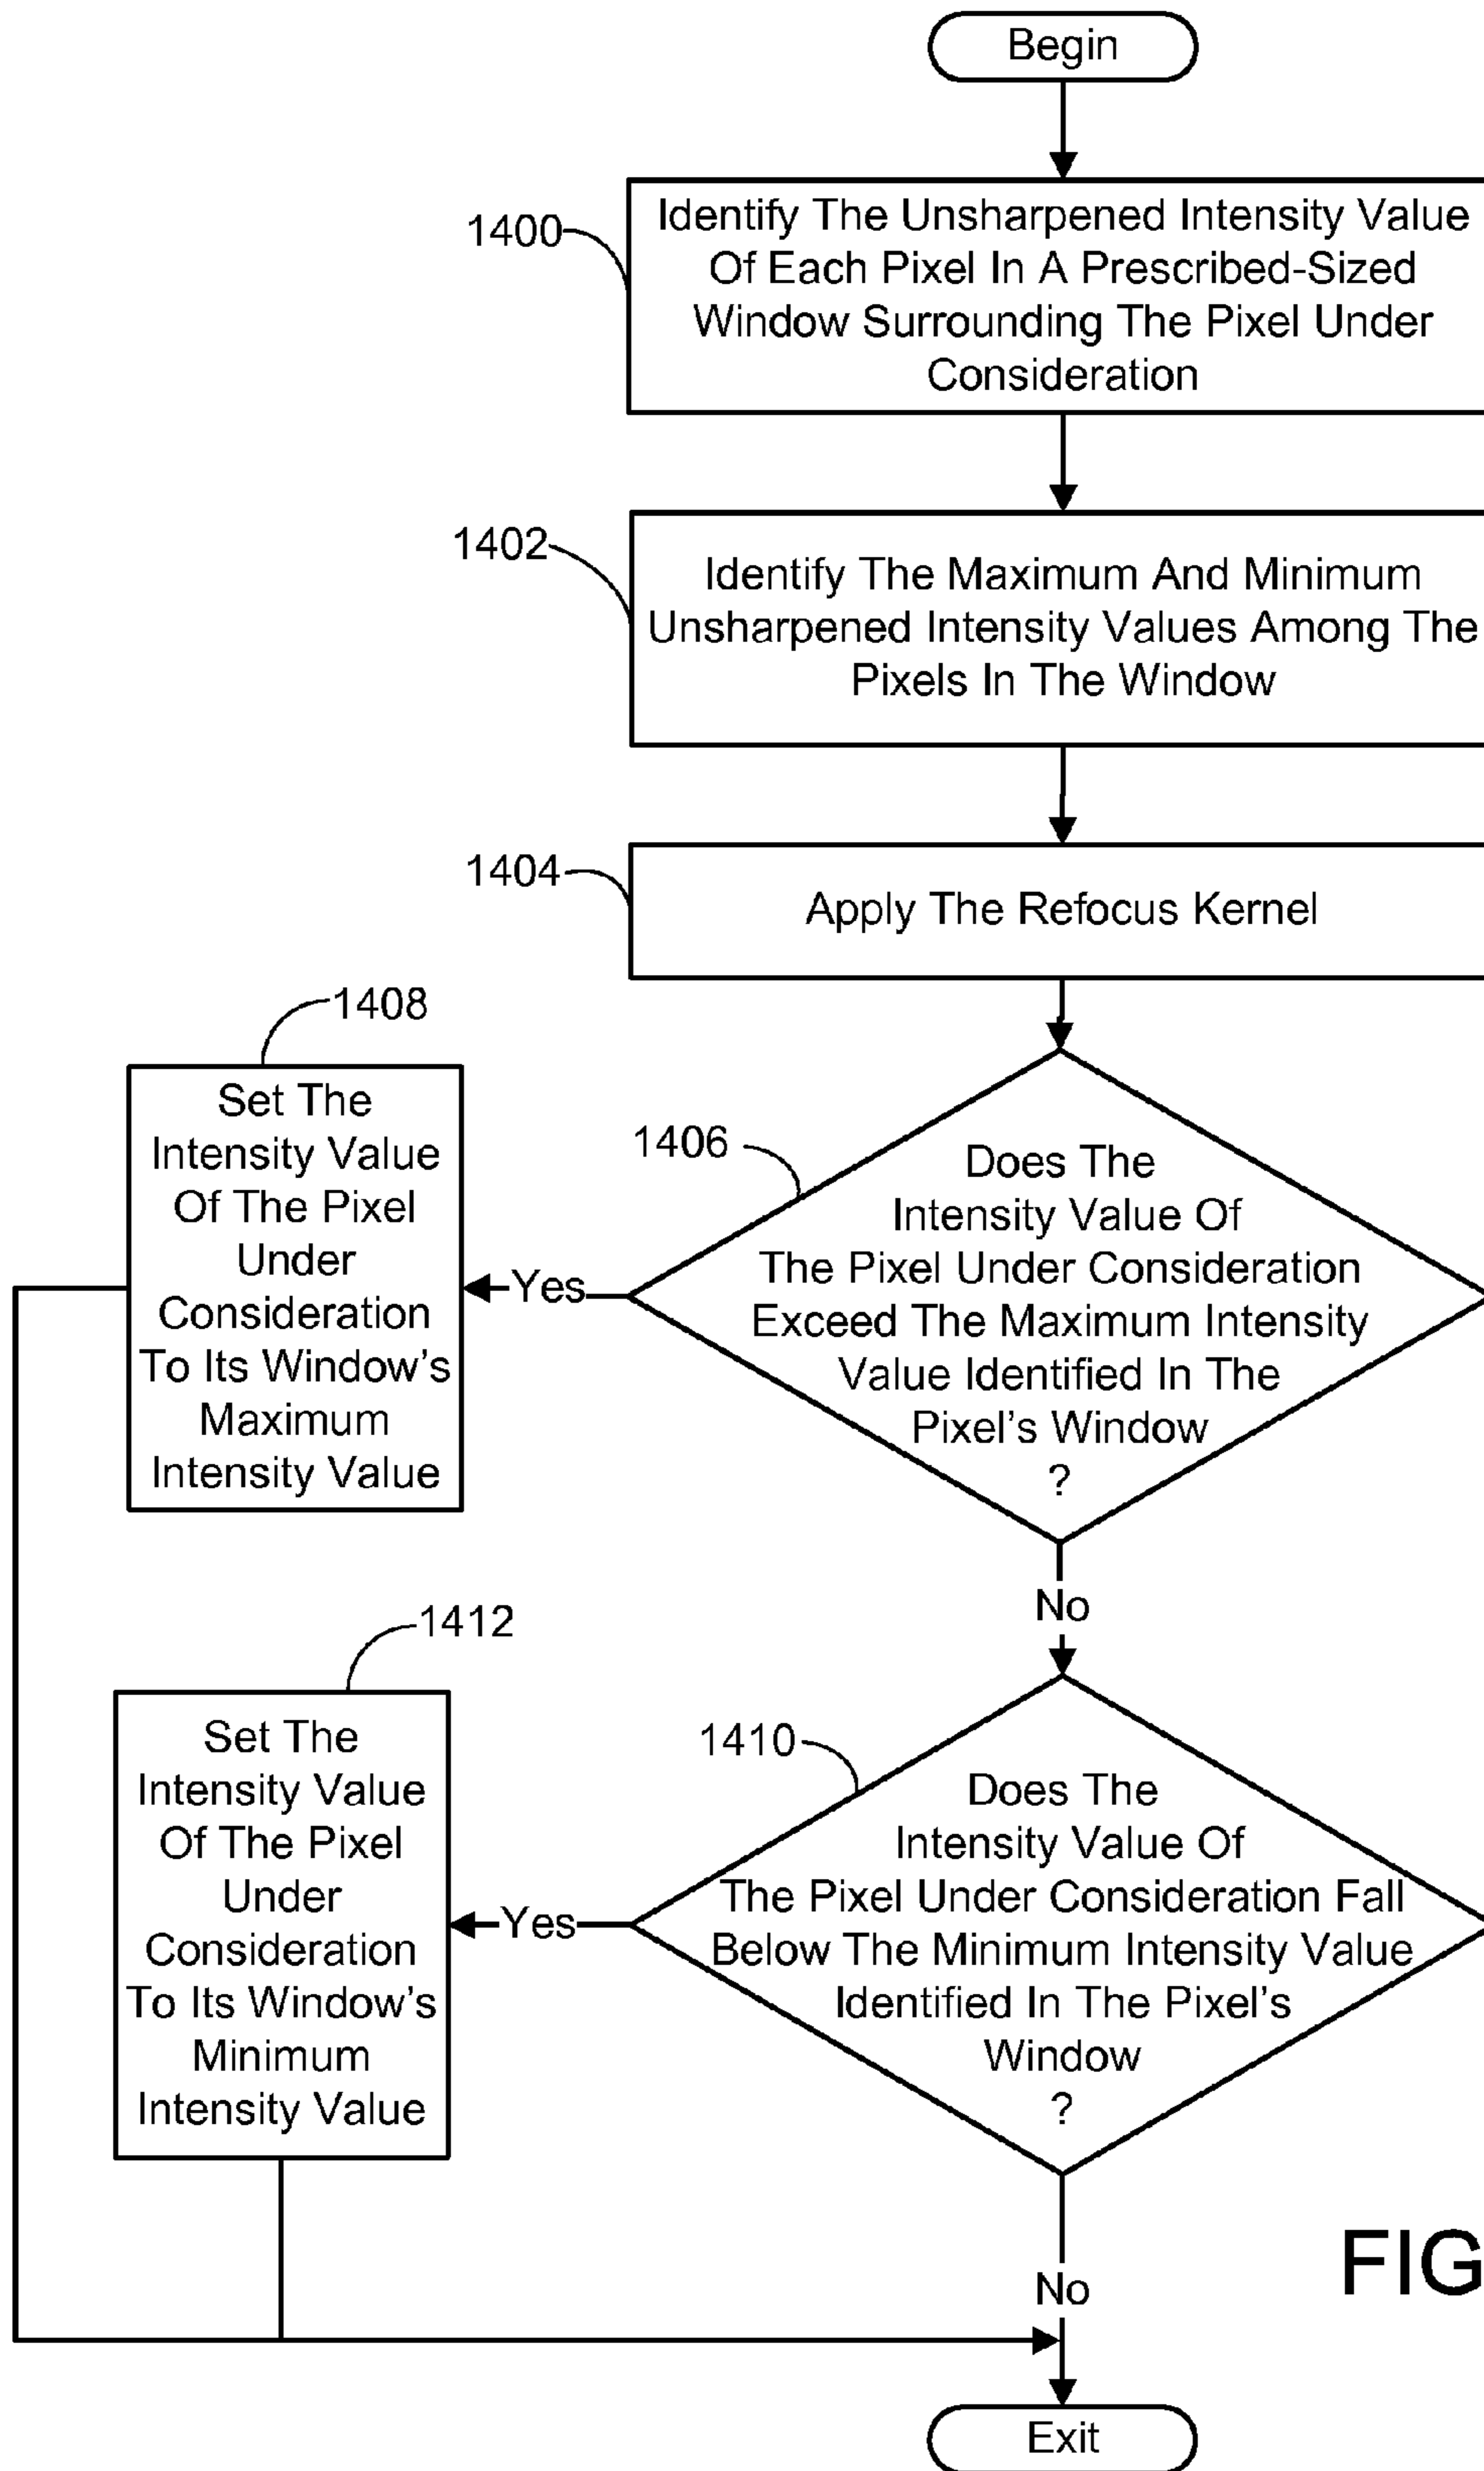 Begin
1400
Identify The Unsharpened Intensity Value
Of Each Pixel In A Prescribed-Sized
Window Surrounding The Pixel Under
Consideration
1402
Identify The Maximum And Minimum
Unsharpened Intensity Values Among The
Pixels In The Window
1404
Apply The Refocus Kernel
1406
Does The
Intensity Value Of
The Pixel Under Consideration
Exceed The Maximum Intensity
Value Identified In The
Pixel's Window
?
Yes
1408
Set The
Intensity Value
Of The Pixel
Under
Consideration
To Its Window's
Maximum
Intensity Value
No
1410
Does The
Intensity Value Of
The Pixel Under Consideration Fall
Below The Minimum Intensity Value
Identified In The Pixel's
Window
?
Yes
1412
Set The
Intensity Value
Of The Pixel
Under
Consideration
To Its Window's
Minimum
Intensity Value
No
FIG
Exit